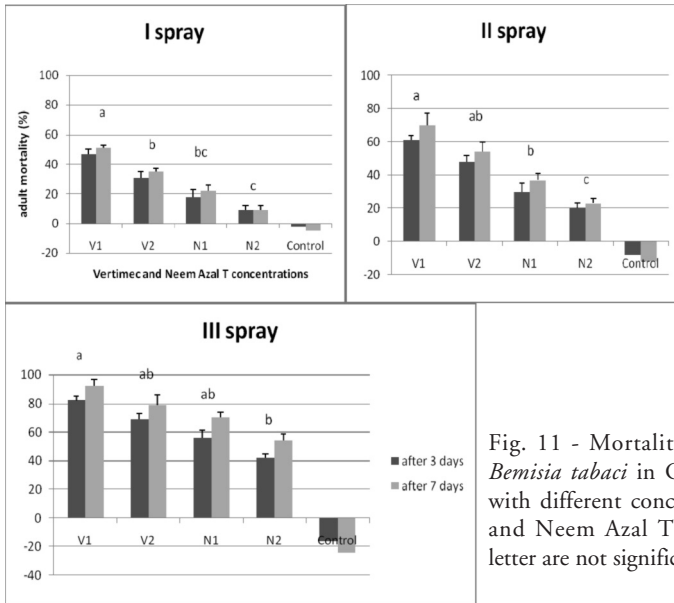 I spray
100
80
60
40
20
0
-20
adult mortality (%)
a
b
bc
c
V1 V2 N1 N2 Control
Vertimec and Neem Azal T concentrations
II spray
100
80
60
40
20
0
-20
a
ab
b
c
V1 V2 N1 N2 Control
III spray
100
80
60
40
20
0
-20
-40
a
ab
ab
b
V1 V2 N1 N2 Control
after 3 days
after 7 days
Fig. 11 - Mortalit
Bemisia tabaci in
with different conc
and Neem Azal T
letter are not signifi